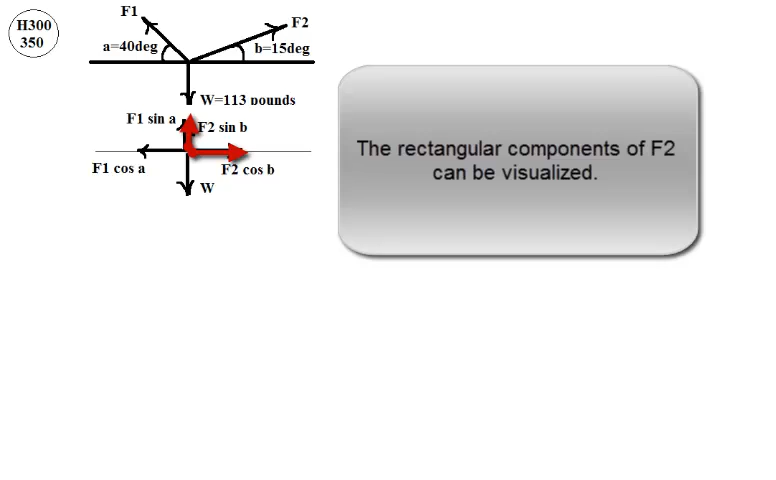 H300
350
F1
F2
a=40deg
b=15deg
W=113 pounds
F1 sin a
F2 sin b
F1 cos a
F2 cos b
W
The rectangular components of F2
can be visualized.